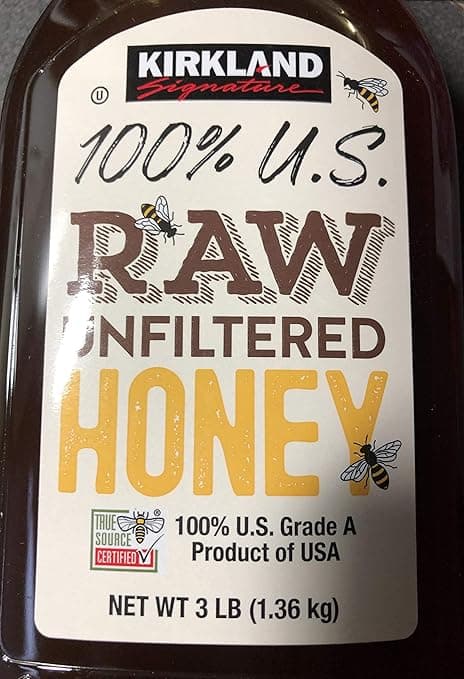 KIRKLAND
Signature
U
100% U.S.
RAW
UNFILTERED
HONEY
TRUE
SOURCE
CERTIFIED
®
100% U.S. Grade A
Product of USA
NET WT 3 LB (1.36 kg)